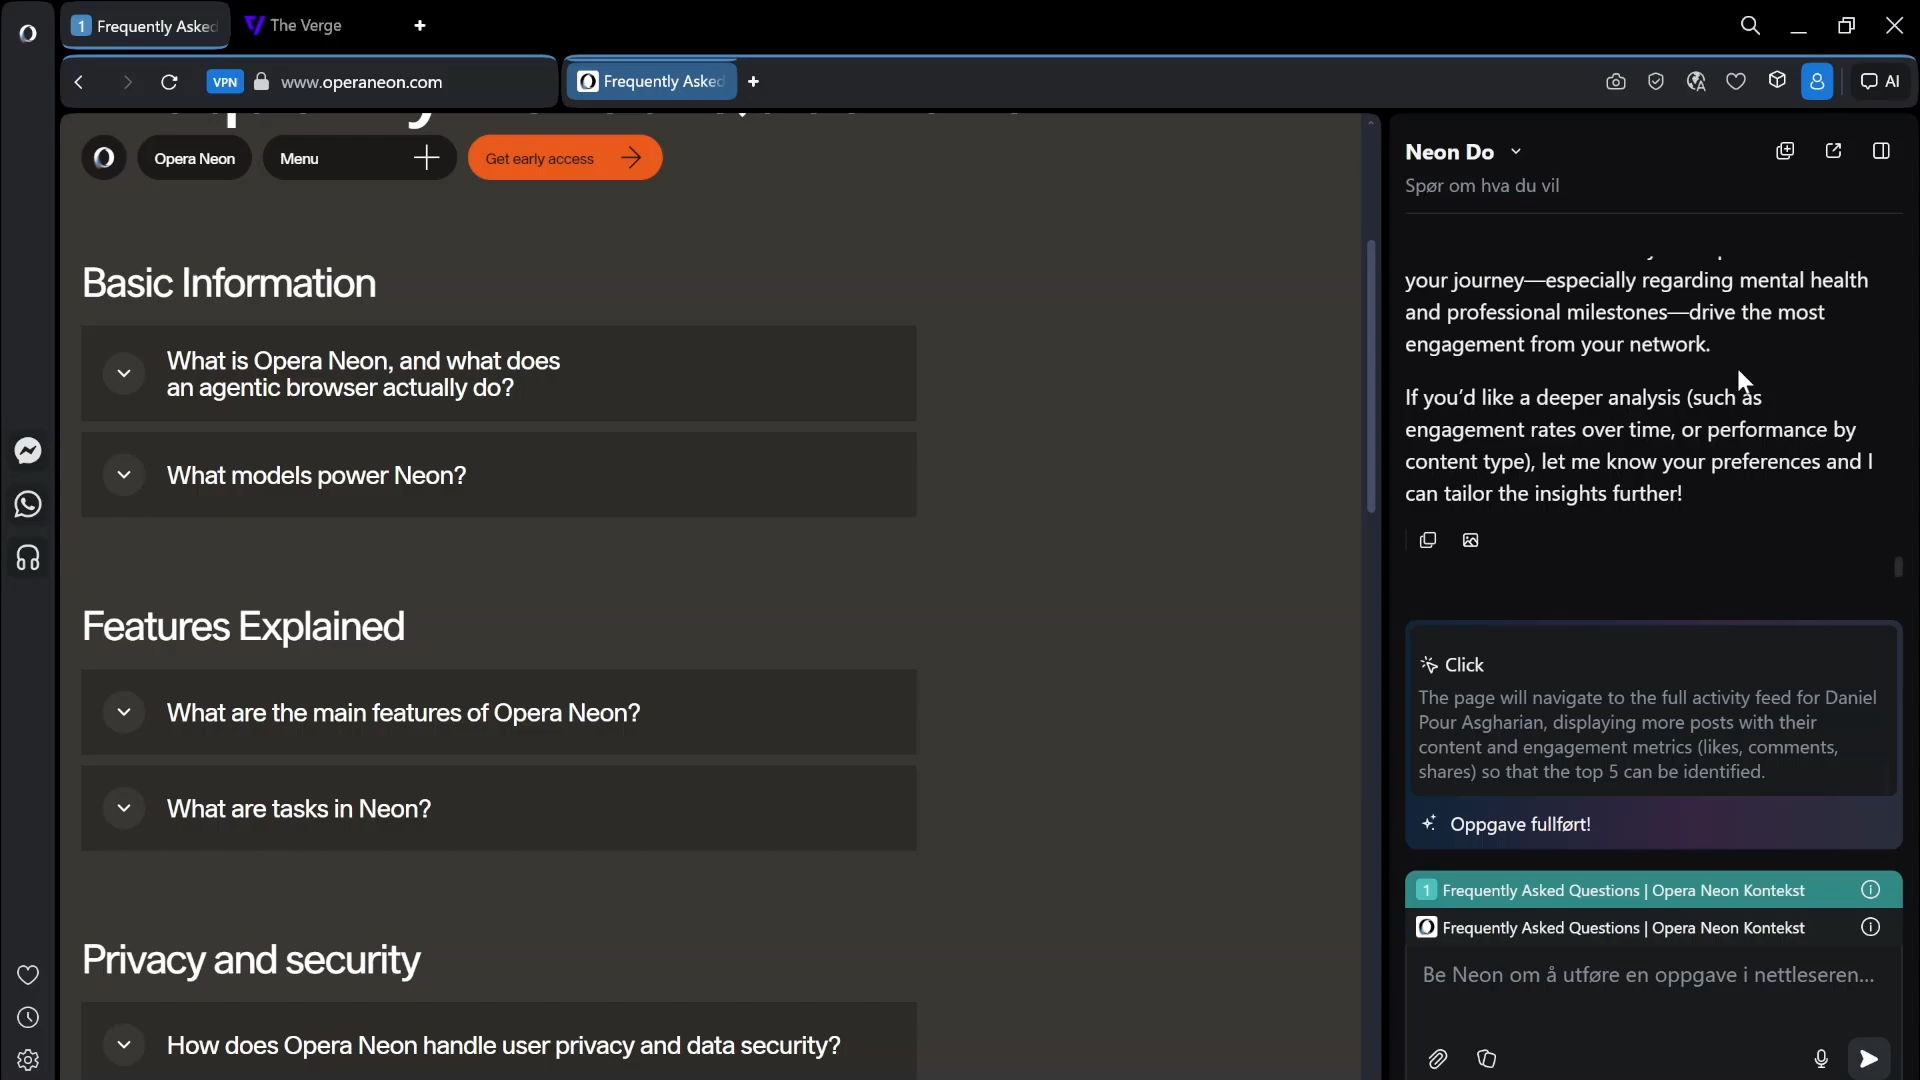 1 Frequently Asked
The Verge
VPN
www.operaneon.com
Frequently Asked
AI
Opera Neon
Menu
Get early access
Basic Information
What is Opera Neon, and what does
an agentic browser actually do?
What models power Neon?
Features Explained
What are the main features of Opera Neon?
What are tasks in Neon?
Privacy and security
How does Opera Neon handle user privacy and data security?
Neon Do
Spør om hva du vil
your journey—especially regarding mental health
and professional milestones—drive the most
engagement from your network.
If you'd like a deeper analysis (such as
engagement rates over time, or performance by
content type), let me know your preferences and I
can tailor the insights further!
Click
The page will navigate to the full activity feed for Daniel
Pour Asgharian, displaying more posts with their
content and engagement metrics (likes, comments,
shares) so that the top 5 can be identified.
Oppgave fullført!
1 Frequently Asked Questions | Opera Neon Kontekst
Frequently Asked Questions | Opera Neon Kontekst
Be Neon om å utføre en oppgave i nettleseren...